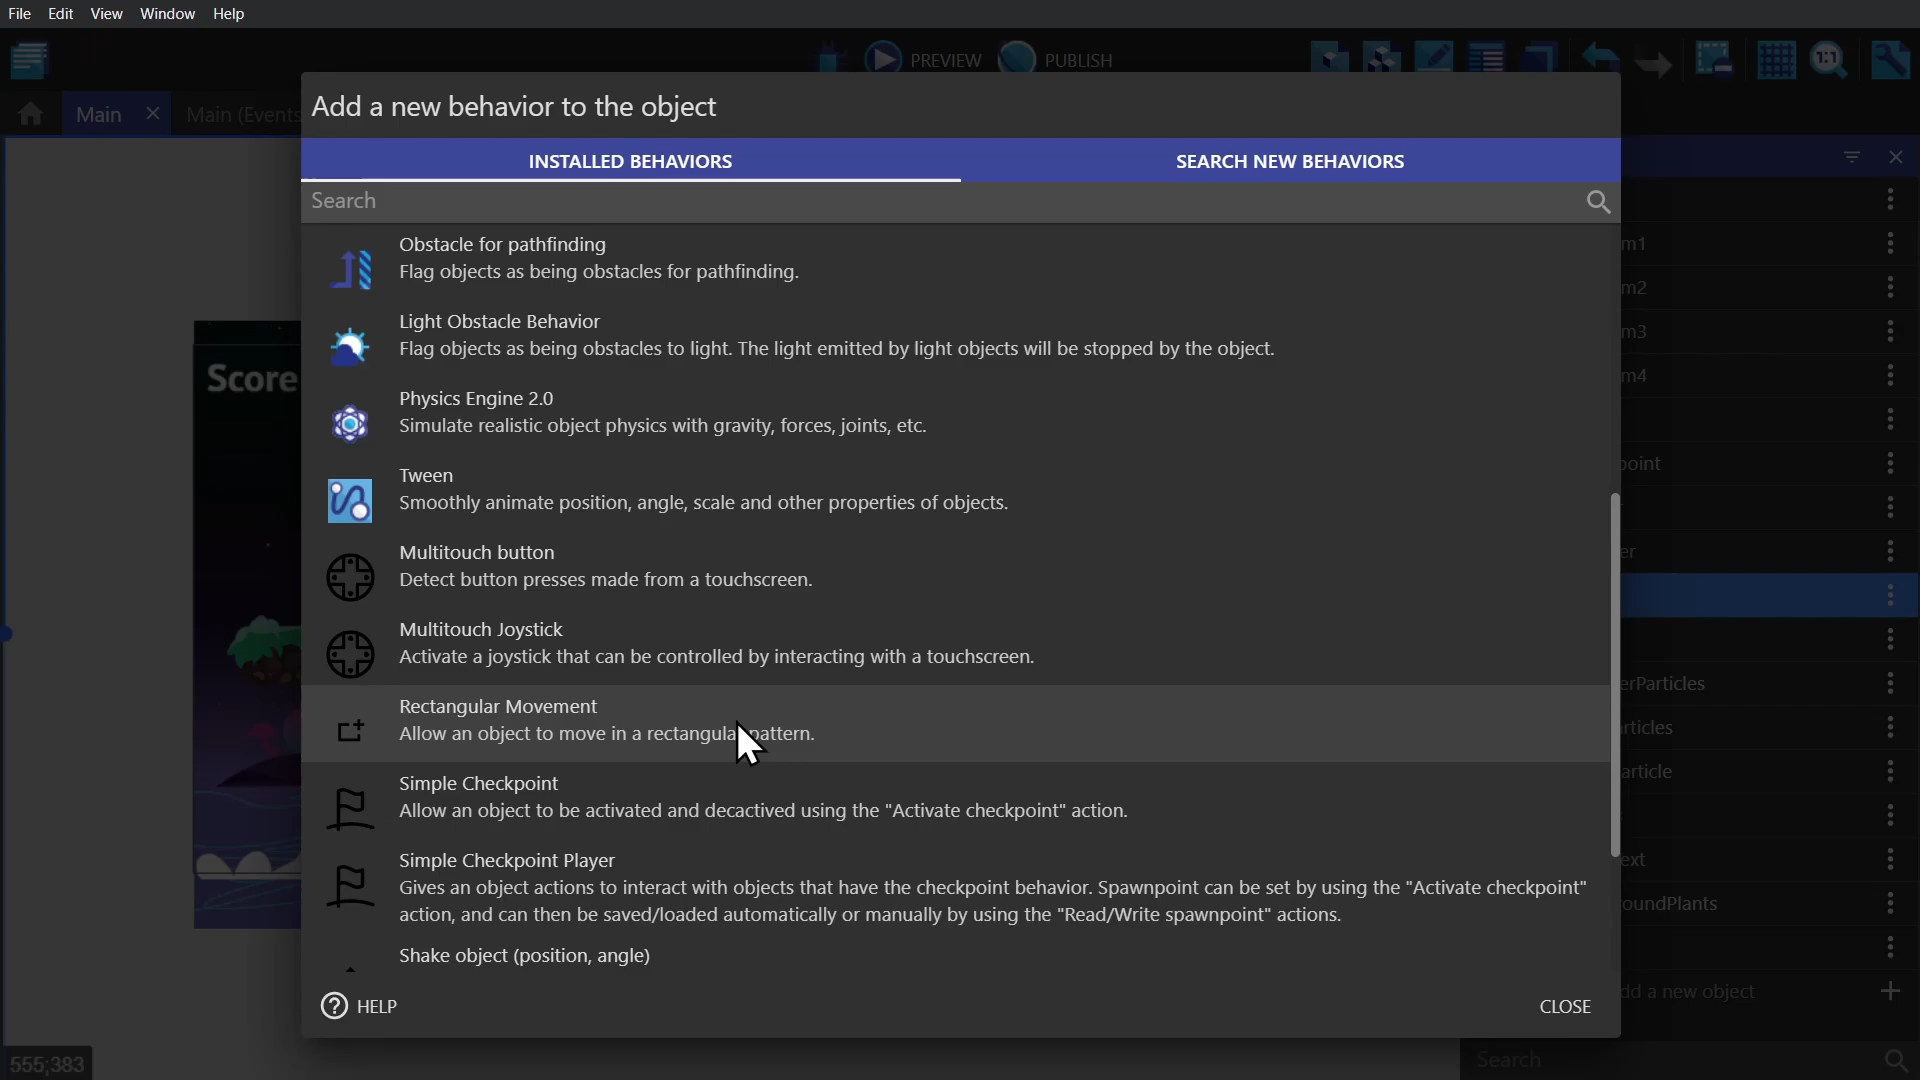 File Edit View Window Help
PREVIEW PUBLISH
Main Main (Events
Add a new behavior to the object
INSTALLED BEHAVIORS SEARCH NEW BEHAVIORS
Search
Obstacle for pathfinding
Flag objects as being obstacles for pathfinding.
Light Obstacle Behavior
Flag objects as being obstacles to light. The light emitted by light objects will be stopped by the object.
Physics Engine 2.0
Simulate realistic object physics with gravity, forces, joints, etc.
Tween
Smoothly animate position, angle, scale and other properties of objects.
Multitouch button
Detect button presses made from a touchscreen.
Multitouch Joystick
Activate a joystick that can be controlled by interacting with a touchscreen.
Rectangular Movement
Allow an object to move in a rectangular pattern.
Simple Checkpoint
Allow an object to be activated and decactived using the "Activate checkpoint" action.
Simple Checkpoint Player
Gives an object actions to interact with objects that have the checkpoint behavior. Spawnpoint can be set by using the "Activate checkpoint"
action, and can then be saved/loaded automatically or manually by using the "Read/Write spawnpoint" actions.
Shake object (position, angle)
HELP CLOSE
Score
1:1
m1
m2
m3
m4
point
er
erParticles
rticles
article
ext
oundPlants
dd a new object
Search
555;383